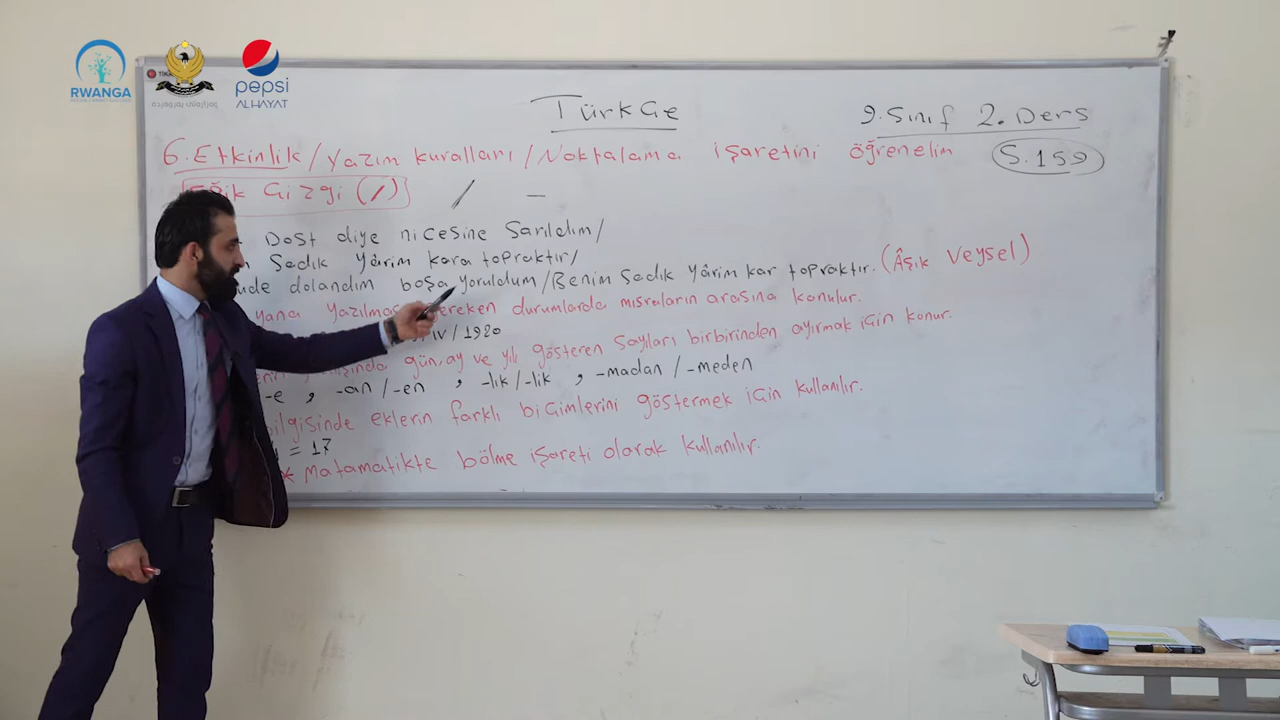 RWANGA
pepsi
ALHAYAT
Türkçe
9. Sınıf 2. Ders
6. Etkinlik / Yazım kuralları / Noktalama işaretini öğrenelim
S. 159
Eğik Çizgi (/) / -
Dost diye nicesine sarıldım/
Sadık Yârim kara topraktır/
dolandım boşa yoruldum/Benim Sadık Yârim kar topraktır. (Âşık Veysel)
yana yazılması gereken durumlarda mısraların arasına konulur.
IV/1920
gün, ay ve yılı gösteren sayıları birbirinden ayırmak için konur.
-e , -an/-en , -lık/-lik , -madan/-meden
bilgisinde eklerin farklı biçimlerini göstermek için kullanılır.
= 17
* Matamatikte bölme işareti olarak kullanılır.